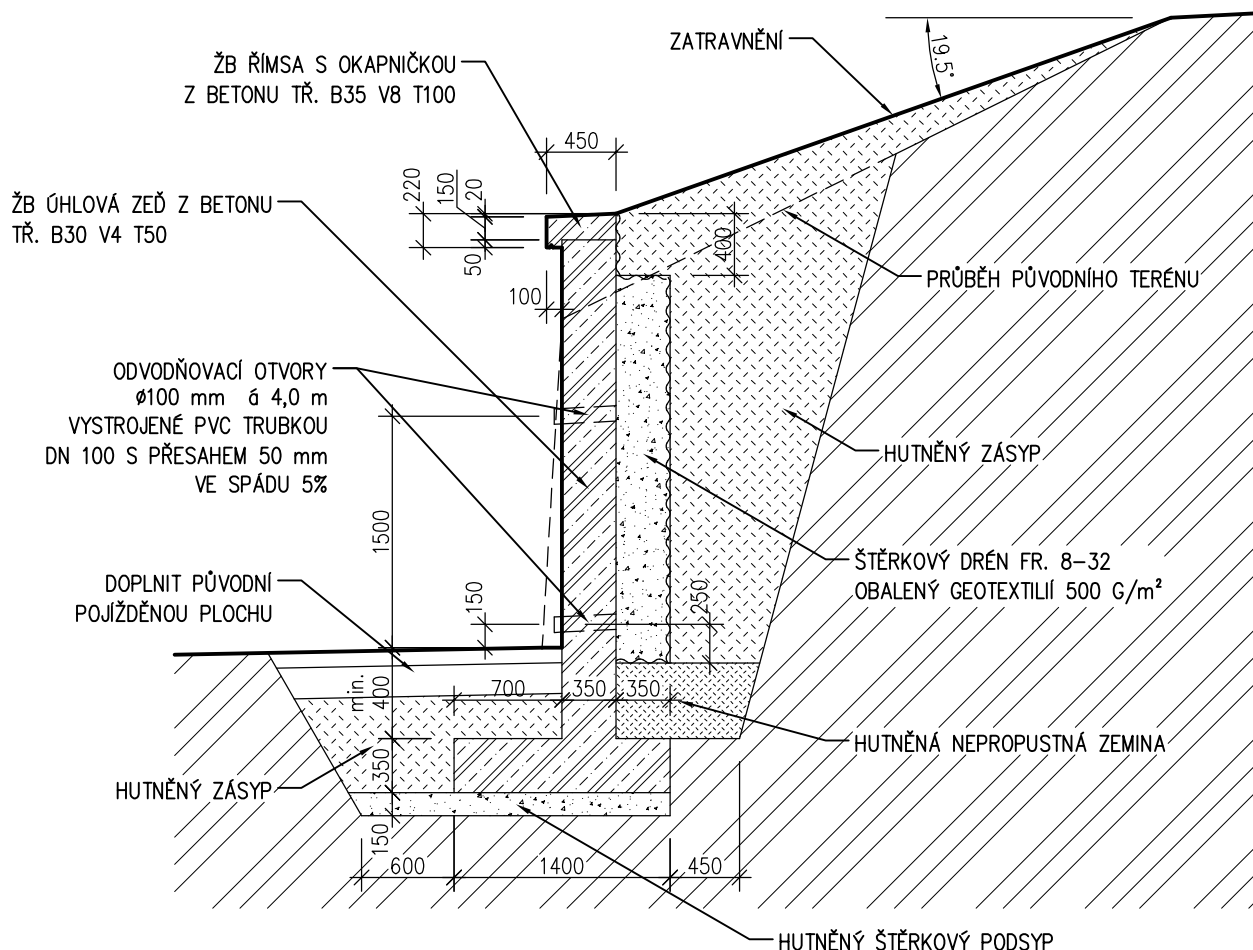 ZATRAVNĚNÍ
19.5°
ŽB ŘÍMSA S OKAPNIČKOU
Z BETONU TŘ. B35 V8 T100
450
220
150
20
50
ŽB ÚHLOVÁ ZEĎ Z BETONU
TŘ. B30 V4 T50
400
PRŮBĚH PŮVODNÍHO TERÉNU
100
ODVODŇOVACÍ OTVORY
ø100 mm á 4,0 m
VYSTROJENÉ PVC TRUBKOU
DN 100 S PŘESAHEM 50 mm
VE SPÁDU 5%
HUTNĚNÝ ZÁSYP
1500
ŠTĚRKOVÝ DRÉN FR. 8-32
OBALENÝ GEOTEXTILIÍ 500 G/m²
DOPLNIT PŮVODNÍ
POJÍŽDĚNOU PLOCHU
150
250
min.
400
700
350
350
HUTNĚNÁ NEPROPUSTNÁ ZEMINA
350
HUTNĚNÝ ZÁSYP
150
600
1400
450
HUTNĚNÝ ŠTĚRKOVÝ PODSYP